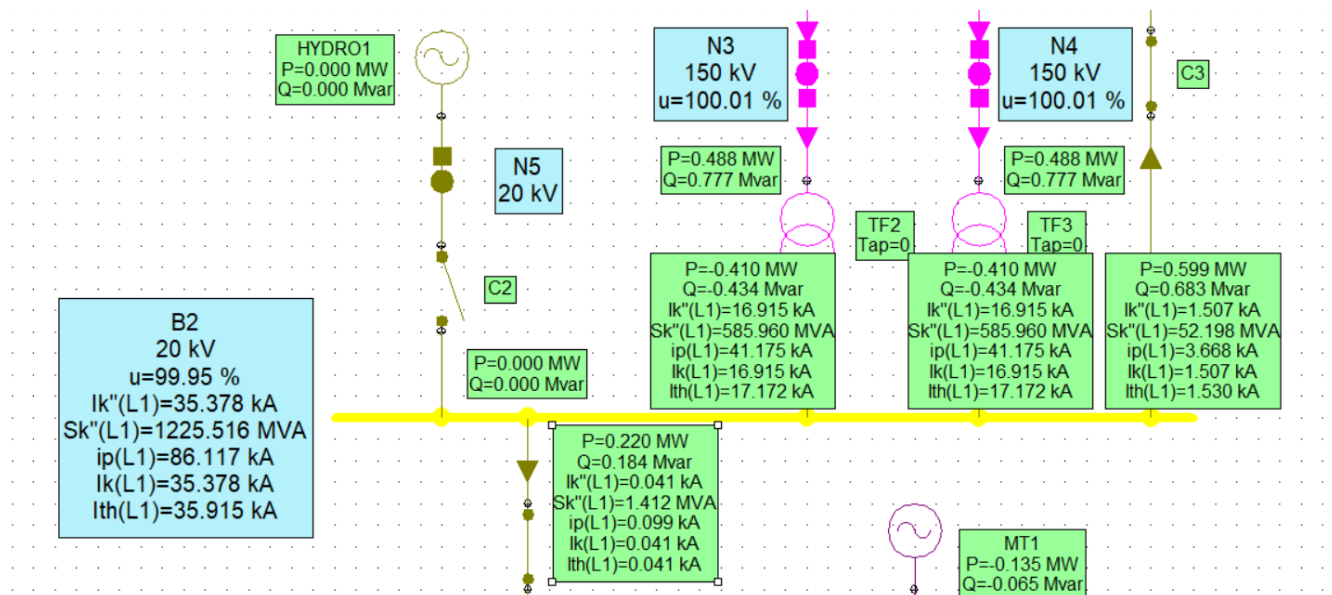 HYDRO1
P=0.000 MW
Q=0.000 Mvar
N3
150 kV
u=100.01 %
N4
150 kV
u=100.01 %
C3
N5
20 kV
P=0.488 MW
Q=0.777 Mvar
P=0.488 MW
Q=0.777 Mvar
TF2
Tap=0
TF3
Tap=0
C2
B2
20 kV
u=99.95 %
Ik"(L1)=35.378 kA
Sk"(L1)=1225.516 MVA
ip(L1)=86.117 kA
Ik(L1)=35.378 kA
Ith(L1)=35.915 kA
P=0.000 MW
Q=0.000 Mvar
P=-0.410 MW
Q=-0.434 Mvar
Ik"(L1)=16.915 kA
Sk"(L1)=585.960 MVA
ip(L1)=41.175 kA
Ik(L1)=16.915 kA
Ith(L1)=17.172 kA
P=-0.410 MW
Q=-0.434 Mvar
Ik"(L1)=16.915 kA
Sk"(L1)=585.960 MVA
ip(L1)=41.175 kA
Ik(L1)=16.915 kA
Ith(L1)=17.172 kA
P=0.599 MW
Q=0.683 Mvar
Ik"(L1)=1.507 kA
Sk"(L1)=52.198 MVA
ip(L1)=3.668 kA
Ik(L1)=1.507 kA
Ith(L1)=1.530 kA
P=0.220 MW
Q=0.184 Mvar
Ik"(L1)=0.041 kA
Sk"(L1)=1.412 MVA
ip(L1)=0.099 kA
Ik(L1)=0.041 kA
Ith(L1)=0.041 kA
MT1
P=-0.135 MW
Q=-0.065 Mvar